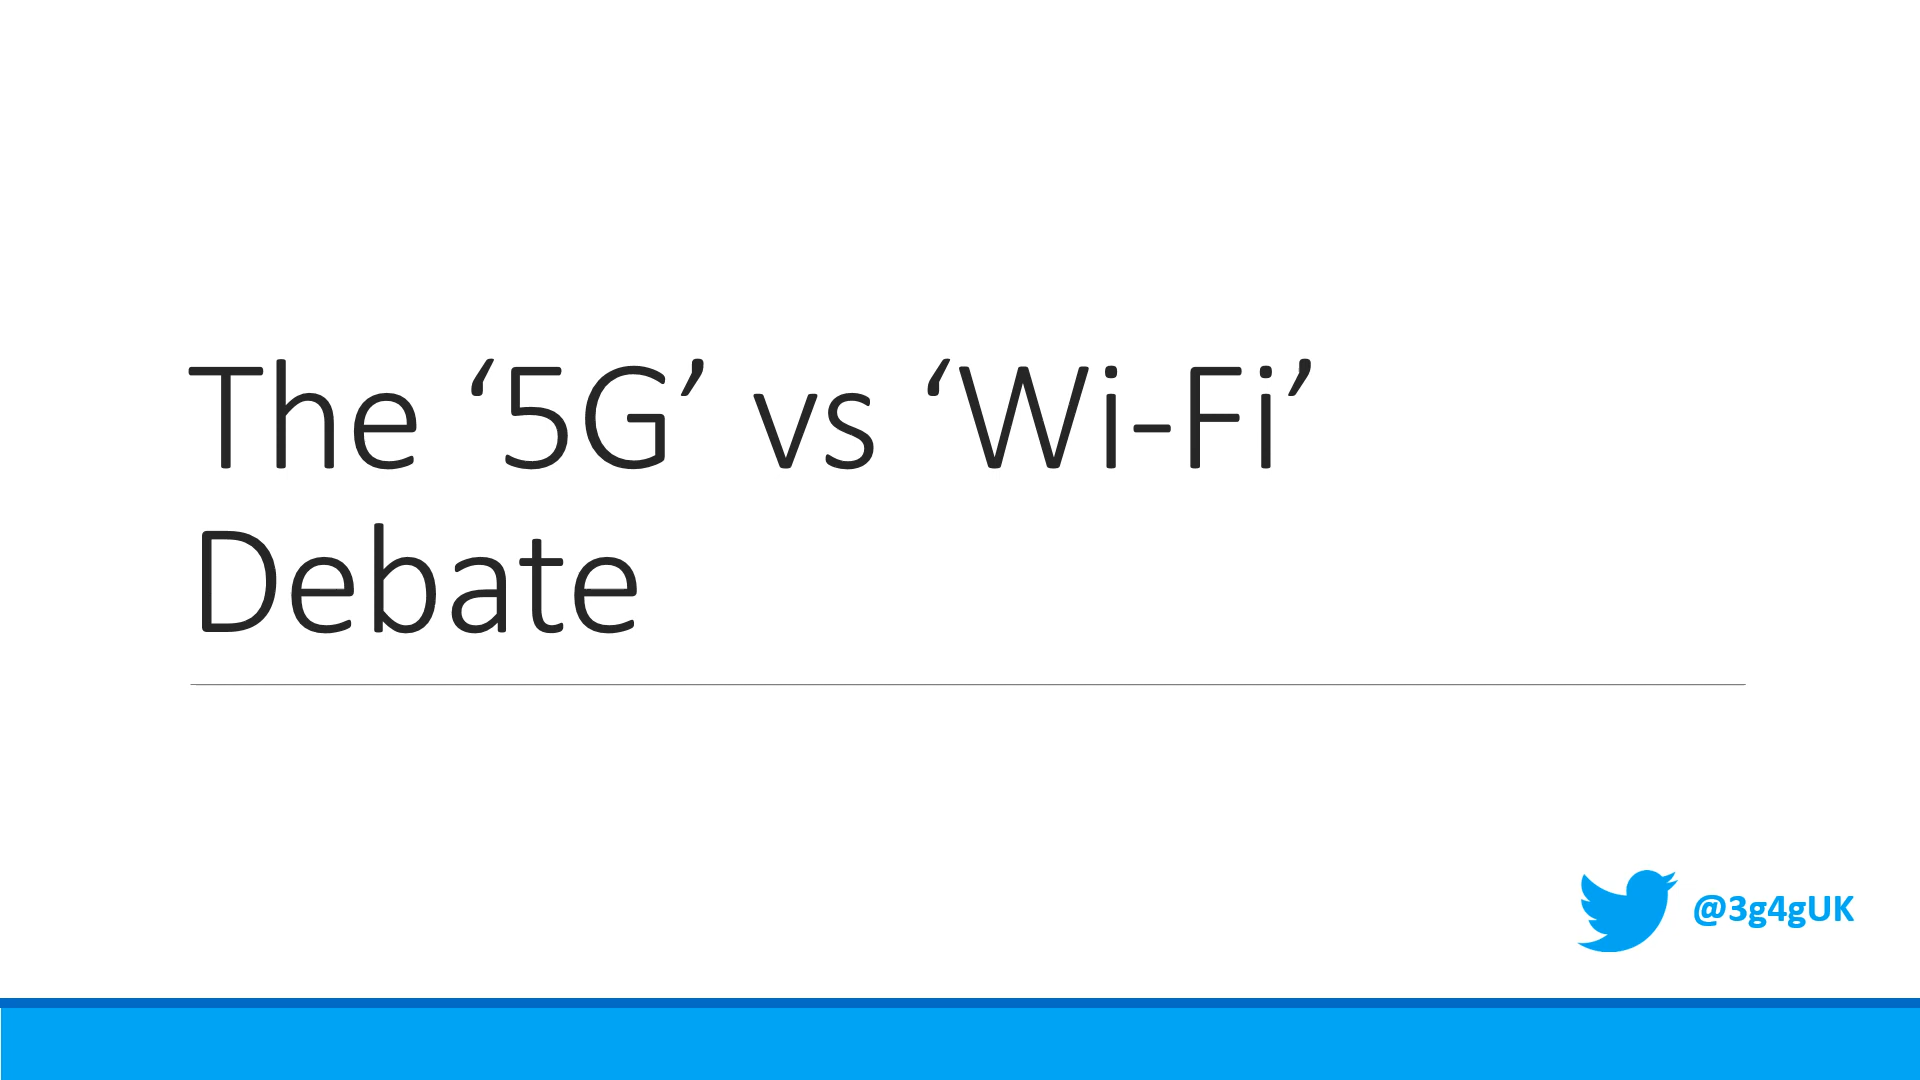 The ‘5G’ vs ‘Wi-Fi’
Debate
@3g4gUK